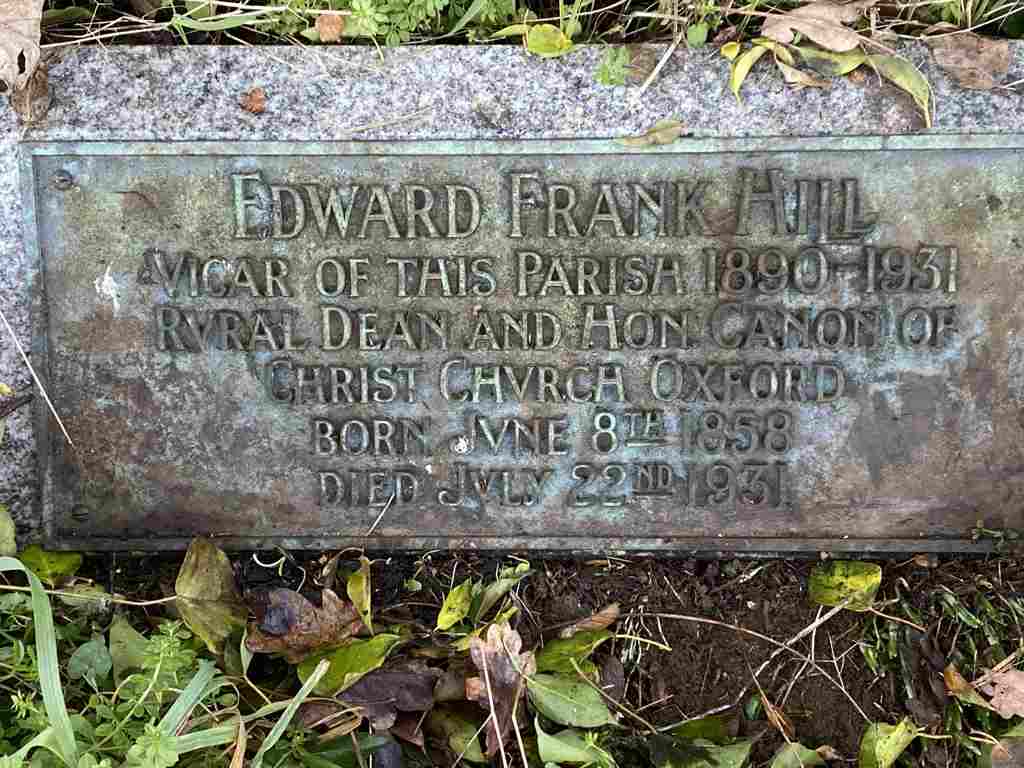 EDWARD FRANK HILL
VICAR OF THIS PARISH 1890-1931
RVRAL DEAN AND HON. CANON OF
CHRIST CHVRCH OXFORD
BORN JVNE 8TH 1858
DIED JVLY 22ND 1931